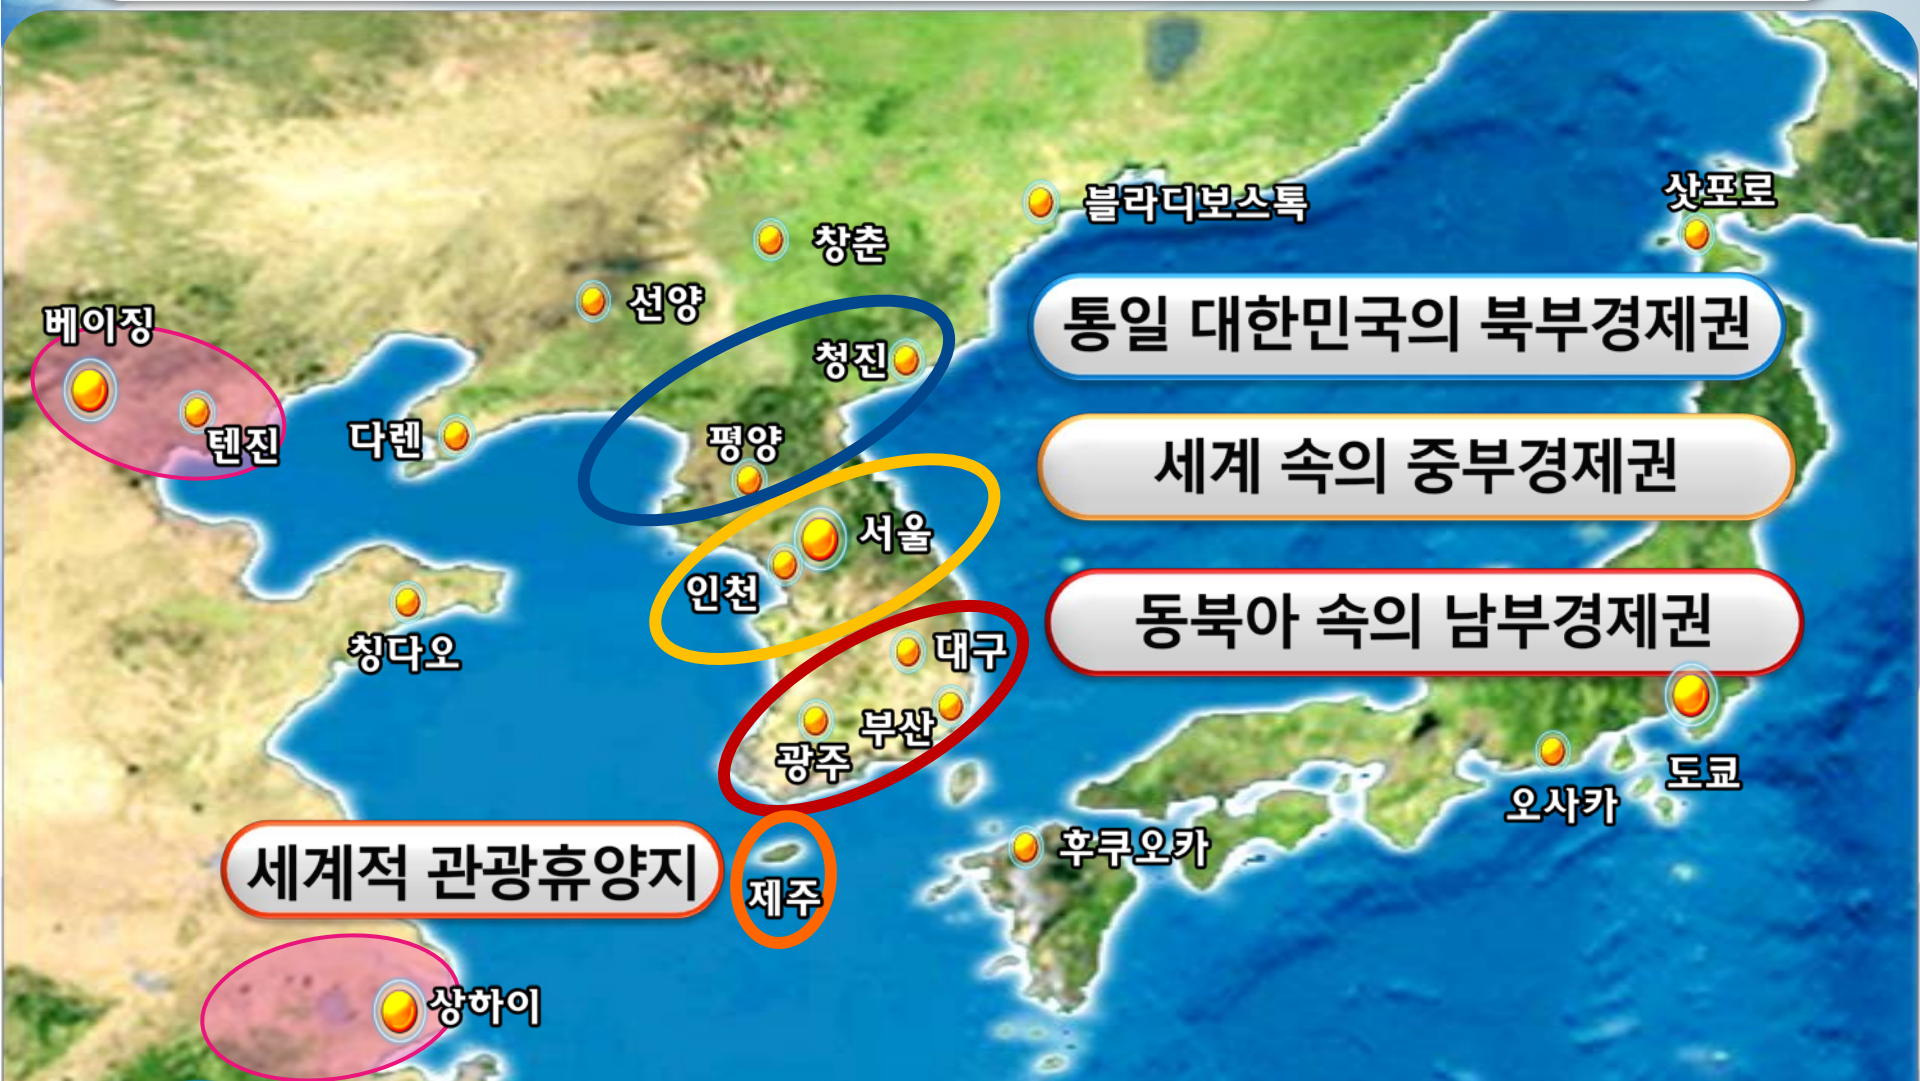 블라디보스톡
삿포로
창춘
선양
베이징
통일 대한민국의 북부경제권
청진
텐진
다렌
평양
세계 속의 중부경제권
서울
인천
칭다오
대구
동북아 속의 남부경제권
부산
광주
도쿄
오사카
후쿠오카
세계적 관광휴양지
제주
상하이